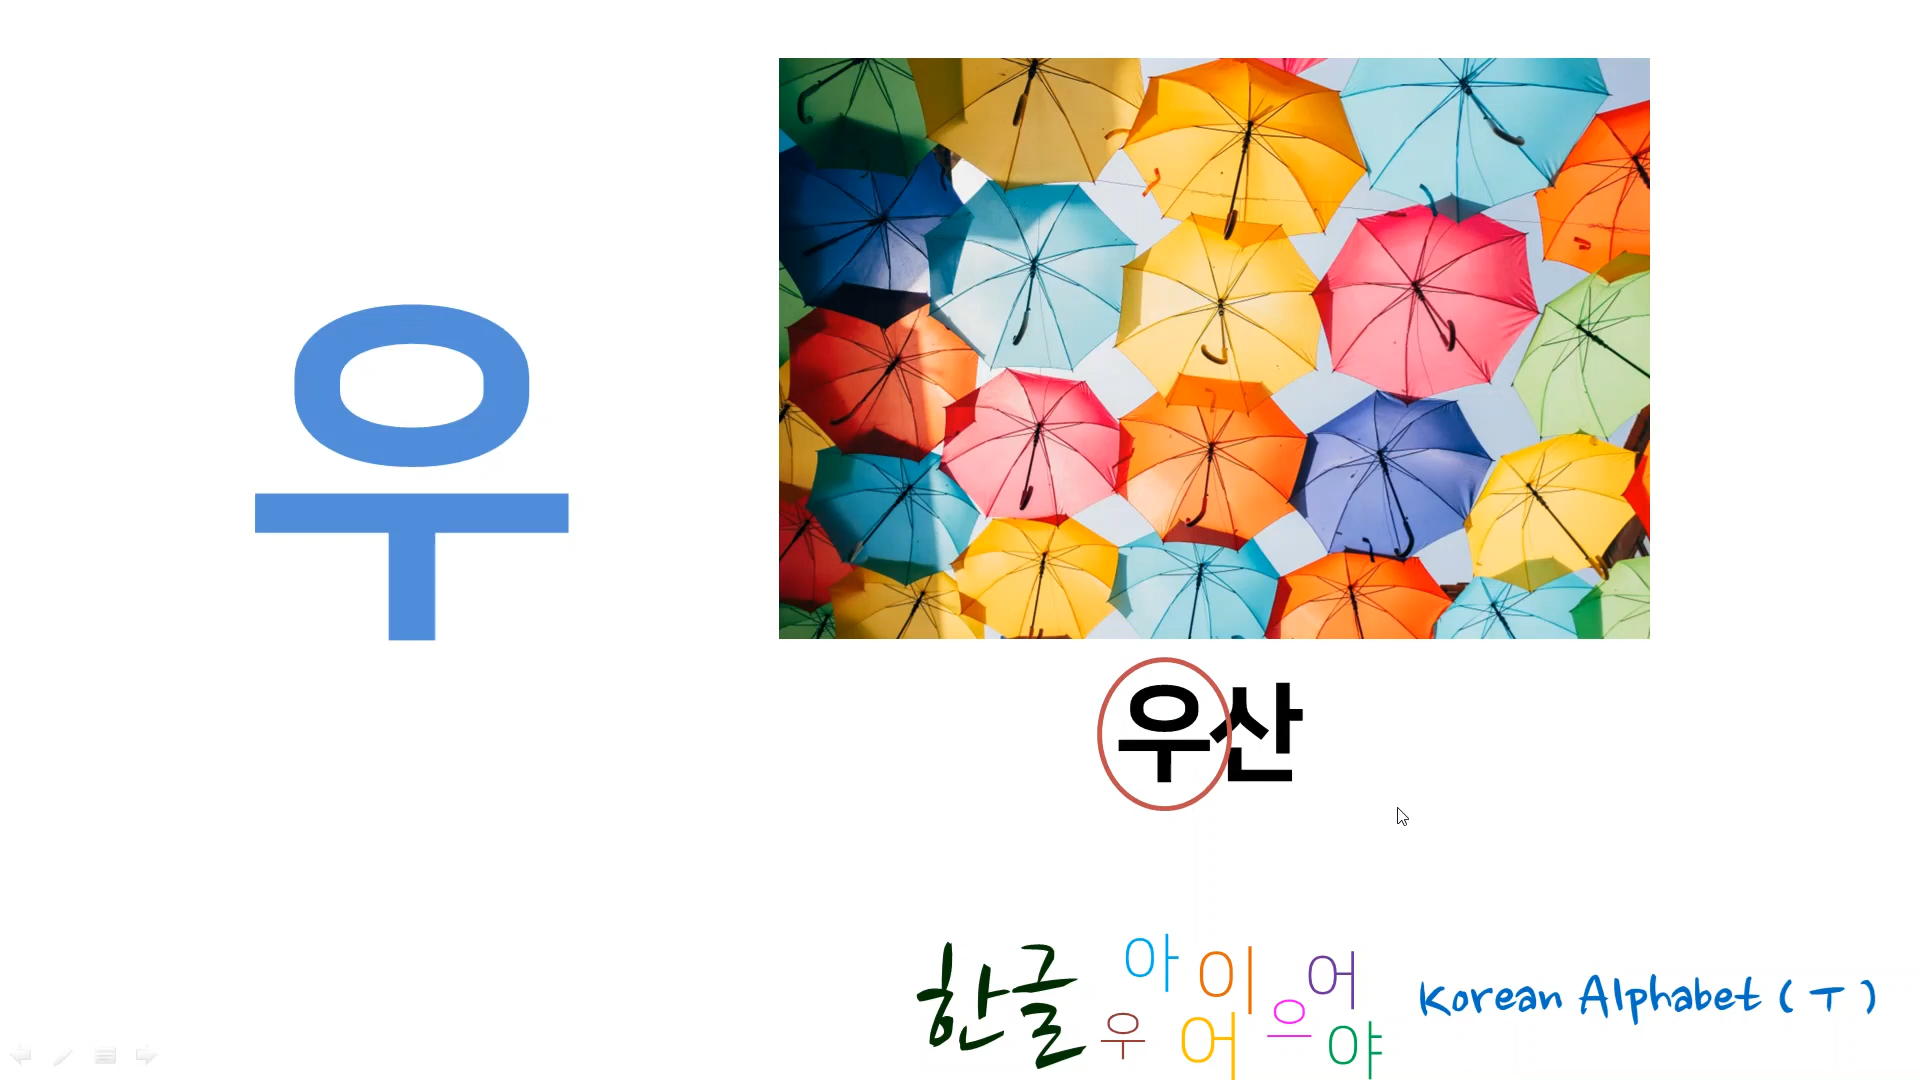 우
우산
한글 아 이 어
우 어 으 야
Korean Alphabet (ㅜ)